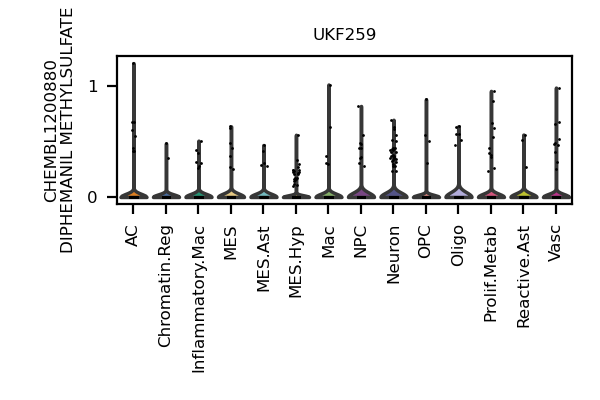 UKF259
CHEMBL1200880
DIPHEMANIL METHYLSULFATE
1
0
AC
Chromatin.Reg
Inflammatory.Mac
MES
MES.Ast
MES.Hyp
Mac
NPC
Neuron
OPC
Oligo
Prolif.Metab
Reactive.Ast
Vasc